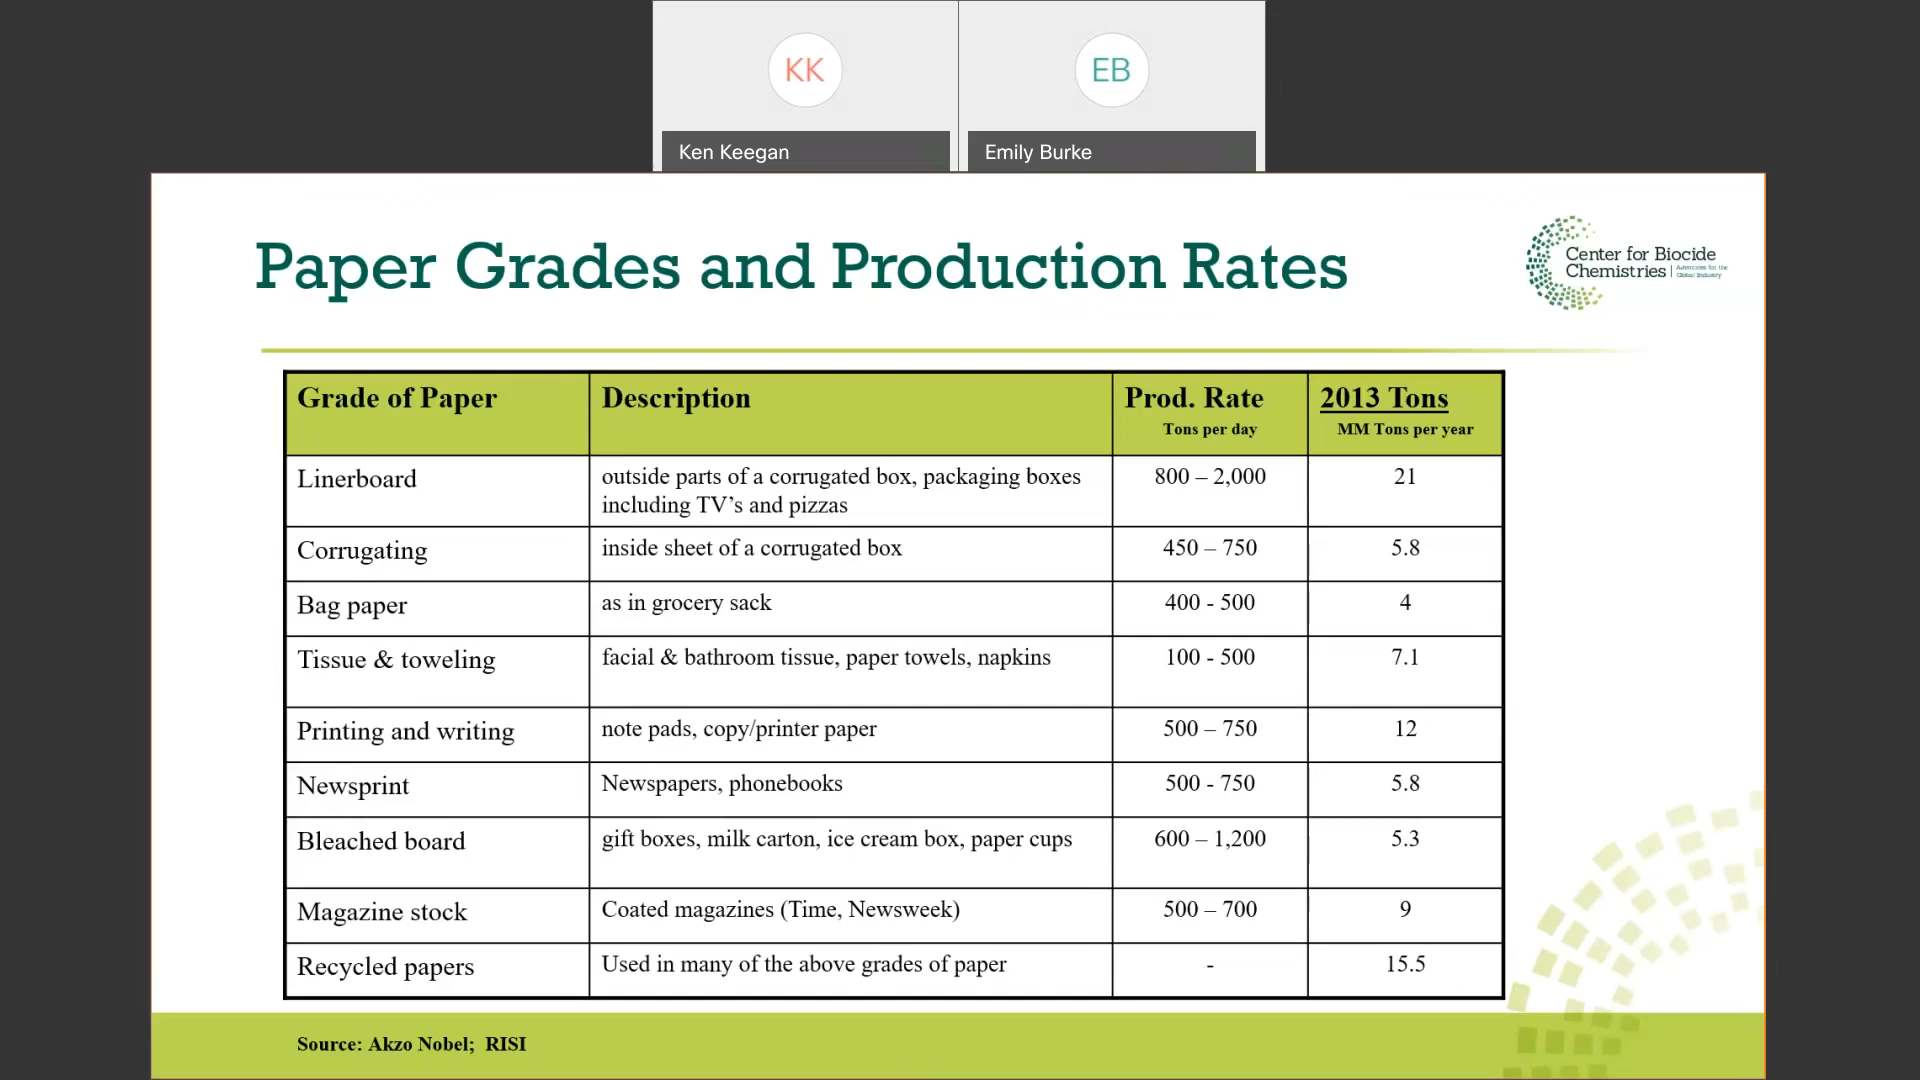 KK
EB
Ken Keegan
Emily Burke
Paper Grades and Production Rates
Center for Biocide
Chemistries | Advocates for the
Global Industry
Grade of Paper
Description
Prod. Rate
Tons per day
2013 Tons
MM Tons per year
Linerboard
outside parts of a corrugated box, packaging boxes
including TV’s and pizzas
800 – 2,000
21
Corrugating
inside sheet of a corrugated box
450 – 750
5.8
Bag paper
as in grocery sack
400 - 500
4
Tissue & toweling
facial & bathroom tissue, paper towels, napkins
100 - 500
7.1
Printing and writing
note pads, copy/printer paper
500 – 750
12
Newsprint
Newspapers, phonebooks
500 - 750
5.8
Bleached board
gift boxes, milk carton, ice cream box, paper cups
600 – 1,200
5.3
Magazine stock
Coated magazines (Time, Newsweek)
500 – 700
9
Recycled papers
Used in many of the above grades of paper
-
15.5
Source: Akzo Nobel; RISI